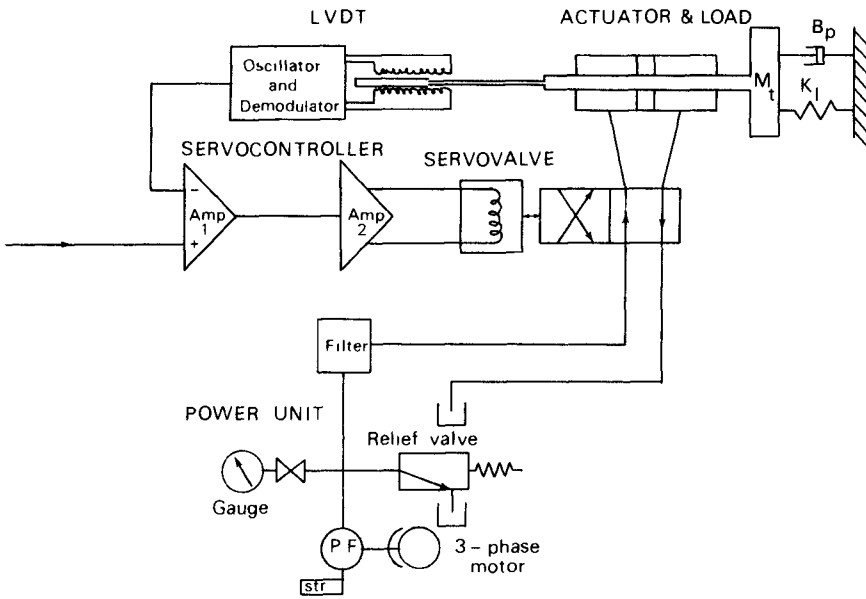 LVDT
ACTUATOR & LOAD
Oscillator
and
Demodulator
Bp
Mt
Kl
SERVOCONTROLLER
SERVOVALVE
-
Amp
1
+
Amp
2
Filter
POWER UNIT
Relief valve
Gauge
PF
3-phase
motor
str